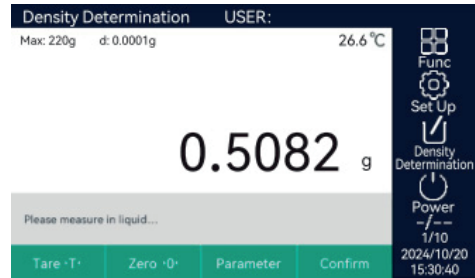 Density Determination USER:
Max: 220g d: 0.0001g 26.6 ℃
0.5082 g
Please measure in liquid...
Tare ·T· Zero ·0· Parameter Confirm
Func
Set Up
Density
Determination
Power
-/--
1/10
2024/10/20
15:30:40